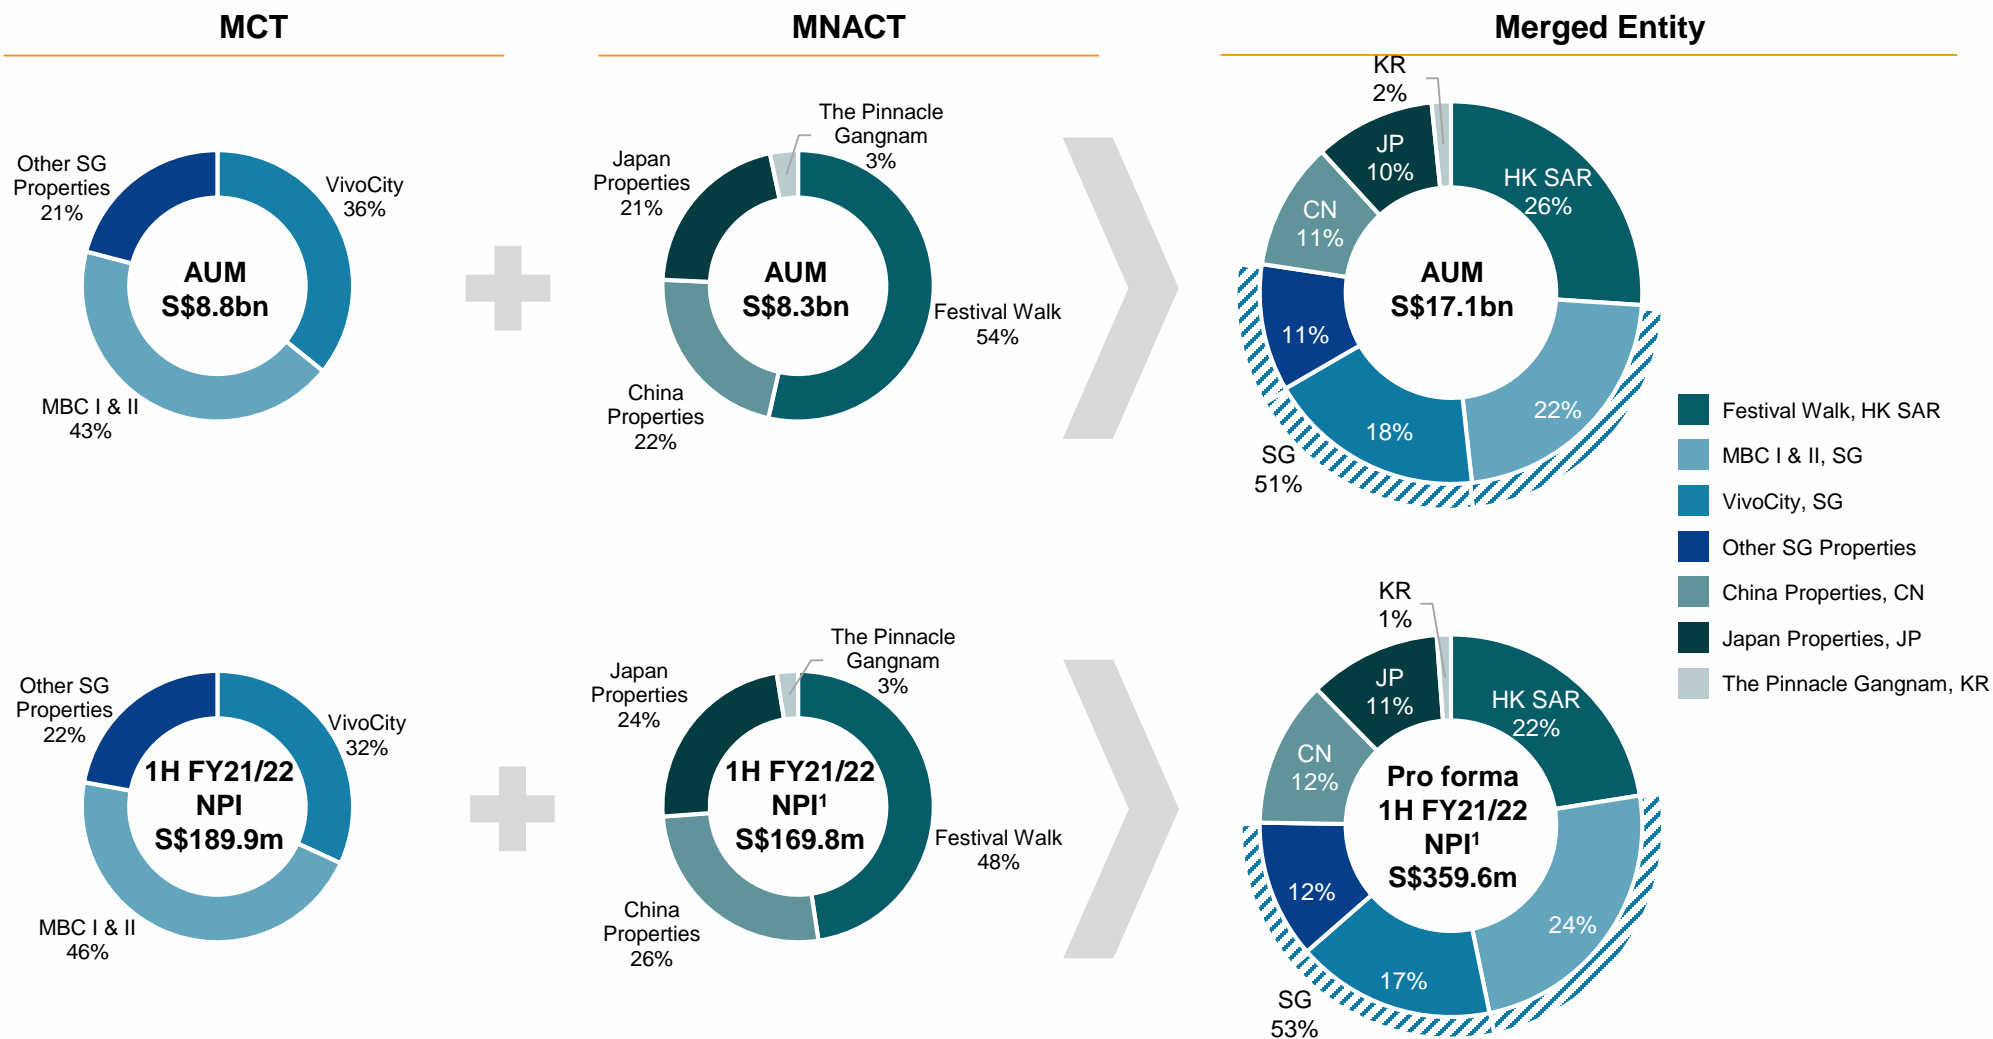 MCT
MNACT
Merged Entity
Other SG
Properties
21%
VivoCity
36%
MBC I & II
43%
AUM
S$8.8bn
The Pinnacle
Gangnam
3%
Japan
Properties
21%
Festival Walk
54%
China
Properties
22%
AUM
S$8.3bn
KR
2%
JP
10%
HK SAR
26%
CN
11%
11%
18%
22%
SG
51%
AUM
S$17.1bn
Festival Walk, HK SAR
MBC I & II, SG
VivoCity, SG
Other SG Properties
China Properties, CN
Japan Properties, JP
The Pinnacle Gangnam, KR
Other SG
Properties
22%
VivoCity
32%
MBC I & II
46%
1H FY21/22
NPI
S$189.9m
The Pinnacle
Gangnam
3%
Japan
Properties
24%
Festival Walk
48%
China
Properties
26%
1H FY21/22
NPI¹
S$169.8m
KR
1%
JP
11%
HK SAR
22%
CN
12%
12%
17%
24%
SG
53%
Pro forma
1H FY21/22
NPI¹
S$359.6m